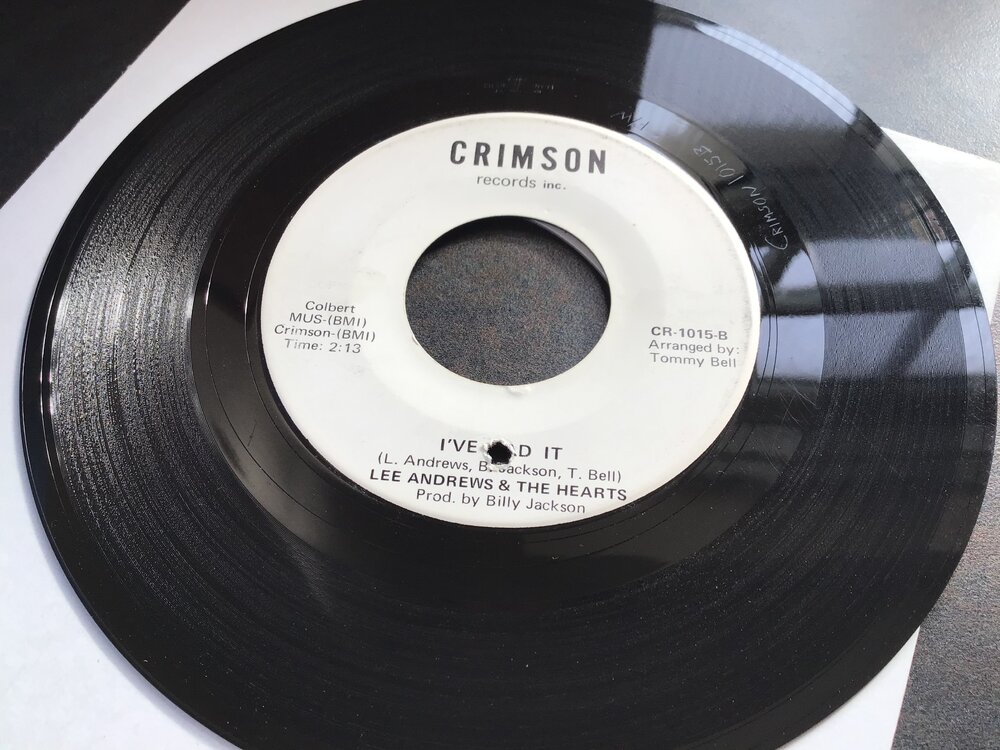 CRIMSON
records inc.
Colbert
MUS-(BMI)
Crimson-(BMI)
Time: 2:13
CR-1015-B
Arranged by:
Tommy Bell
I'VE D IT
(L. Andrews, B. Jackson, T. Bell)
LEE ANDREWS & THE HEARTS
Prod. by Billy Jackson
CRIMSON 1015B